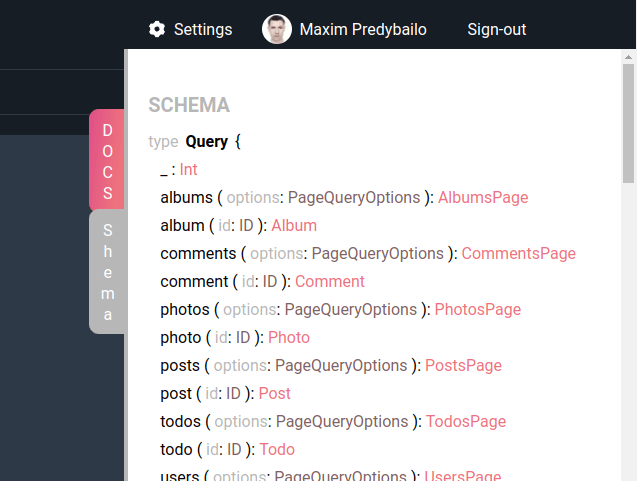 Settings Maxim Predybailo Sign-out
DOCS
Schema
SCHEMA
type Query {
_ : Int
albums ( options: PageQueryOptions ): AlbumsPage
album ( id: ID ): Album
comments ( options: PageQueryOptions ): CommentsPage
comment ( id: ID ): Comment
photos ( options: PageQueryOptions ): PhotosPage
photo ( id: ID ): Photo
posts ( options: PageQueryOptions ): PostsPage
post ( id: ID ): Post
todos ( options: PageQueryOptions ): TodosPage
todo ( id: ID ): Todo
users ( options: PageQueryOptions ): UsersPage